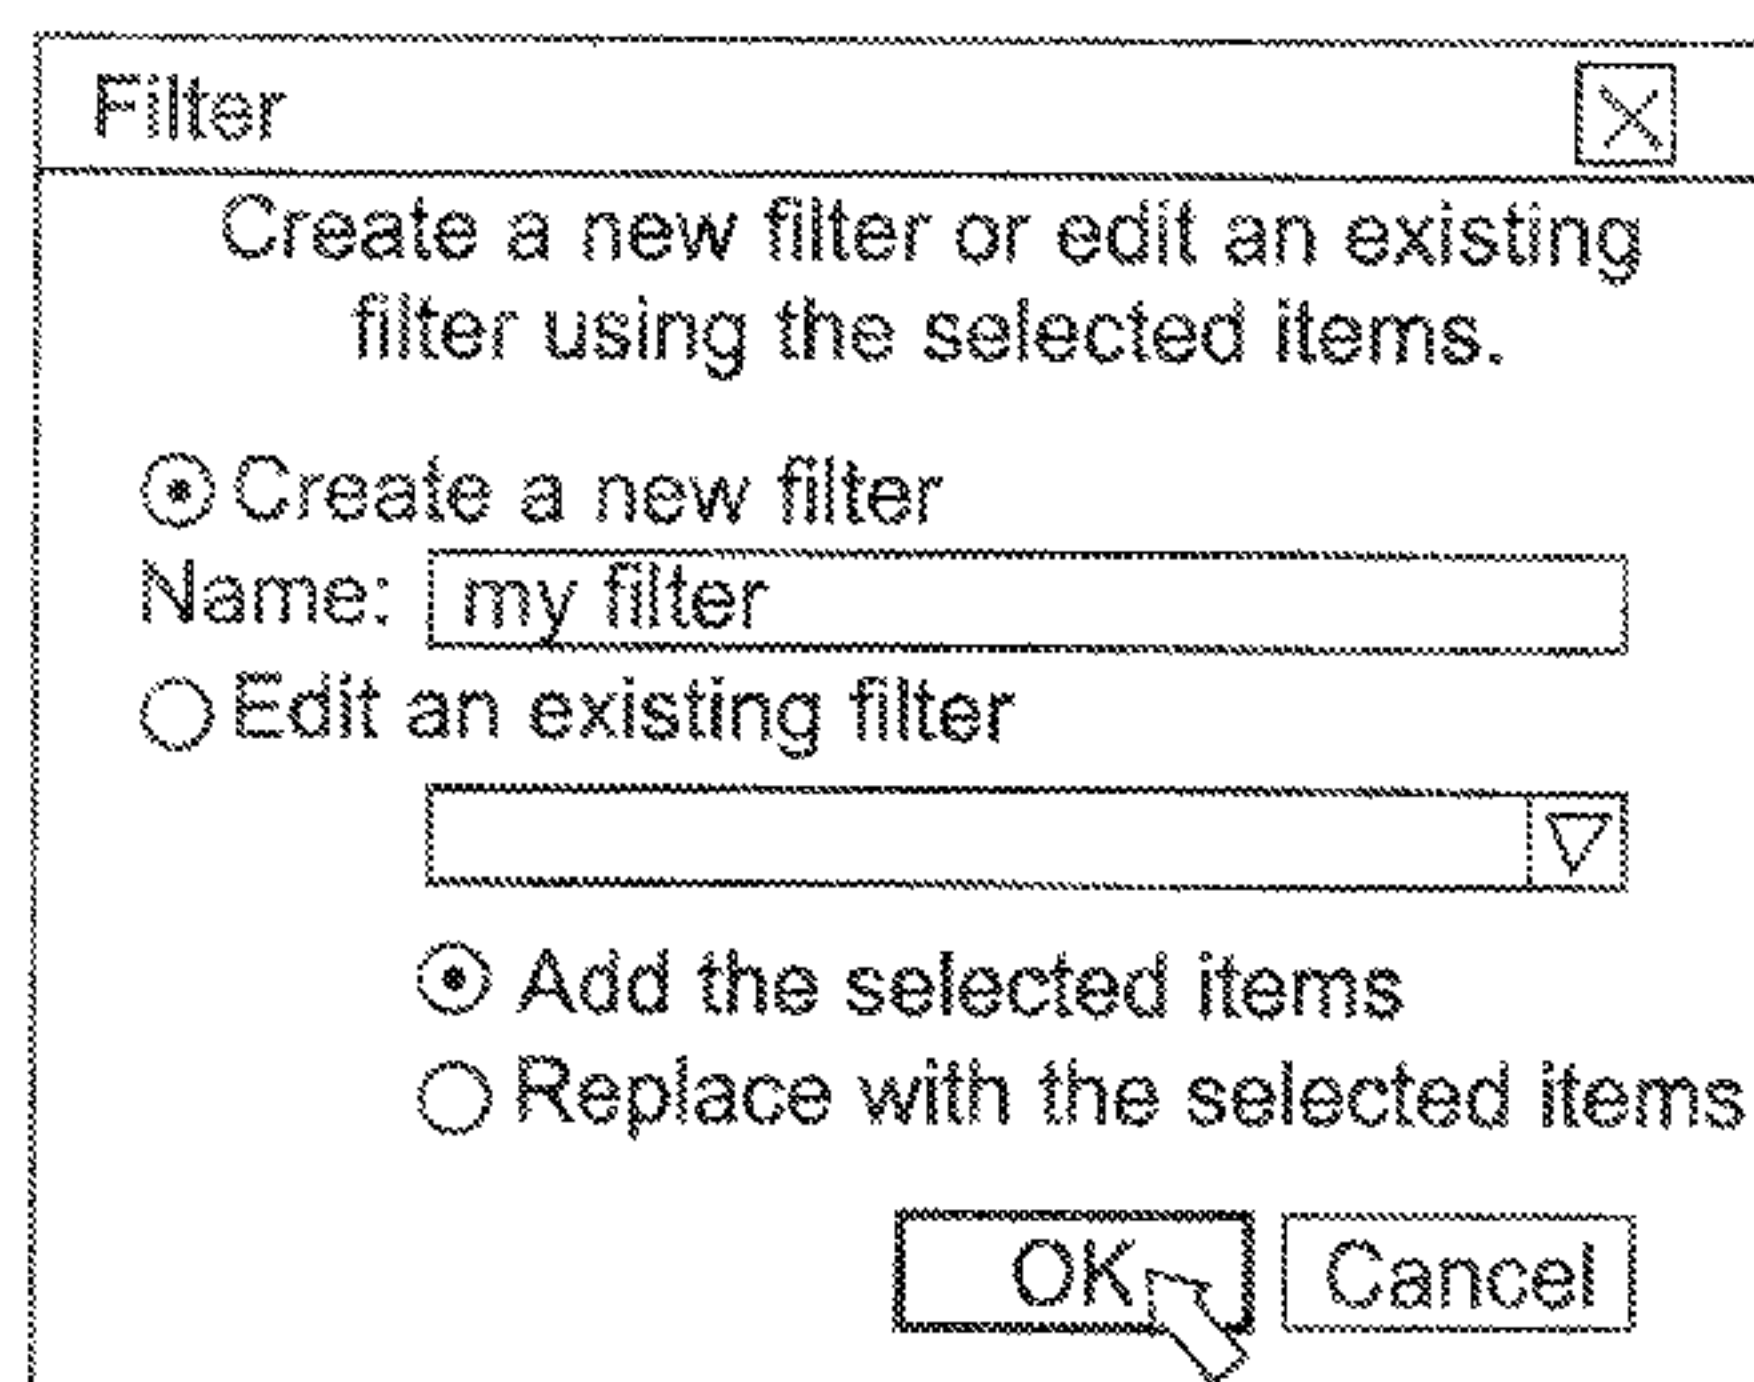 Filter
Create a new filter or edit an existing
filter using the selected items.
Create a new filter
Name: my filter
Edit an existing filter
Add the selected items
Replace with the selected items
OK Cancel